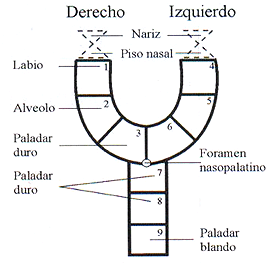 Derecho Izquierdo
Nariz
Piso nasal
Labio 1 4
Alveolo 2 5
3 6
Paladar
duro
Foramen
nasopalatino
Paladar
duro
7
8
9
Paladar
blando